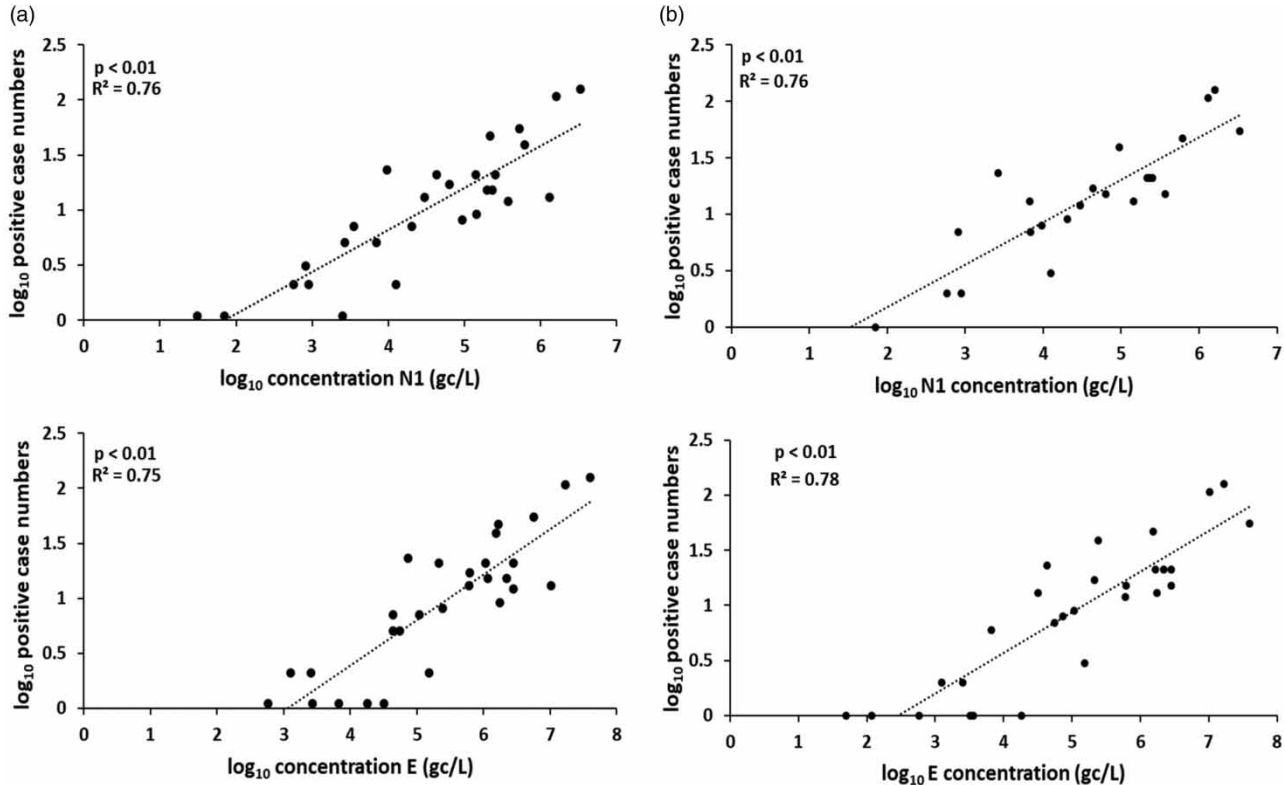 (a)
log₁₀ positive case numbers
2.5
2
1.5
1
0.5
0
p < 0.01
R² = 0.76
0 1 2 3 4 5 6 7
log₁₀ concentration N1 (gc/L)
(b)
log₁₀ positive case numbers
2.5
2
1.5
1
0.5
0
p < 0.01
R² = 0.76
0 1 2 3 4 5 6 7
log₁₀ N1 concentration (gc/L)
log₁₀ positive case numbers
2.5
2
1.5
1
0.5
0
p < 0.01
R² = 0.75
0 1 2 3 4 5 6 7 8
log₁₀ concentration E (gc/L)
log₁₀ positive case numbers
2.5
2
1.5
1
0.5
0
p < 0.01
R² = 0.78
0 1 2 3 4 5 6 7 8
log₁₀ E concentration (gc/L)